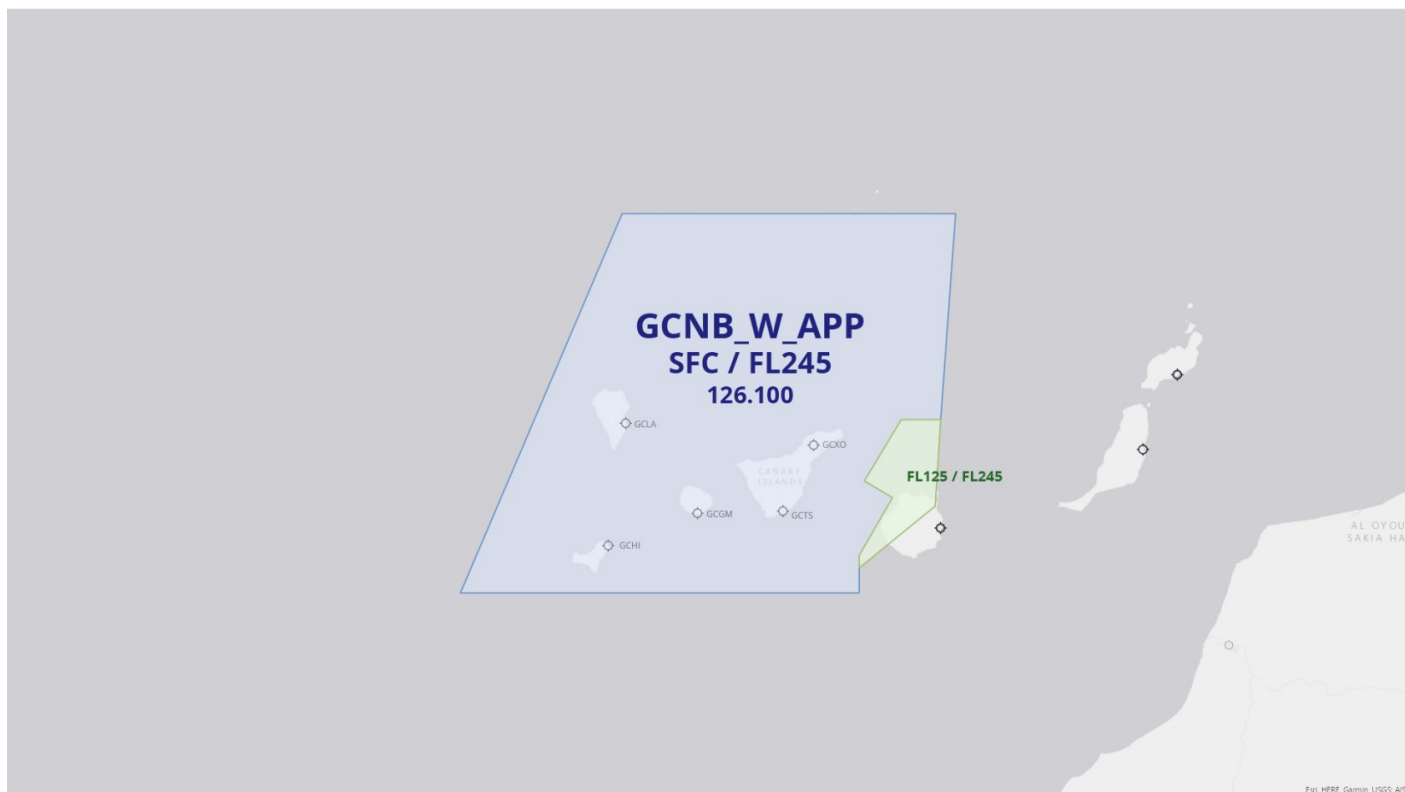 GCNB_W_APP
SFC / FL245
126.100
GCLA
GCXO
CANARY
ISLANDS
FL125 / FL245
GCGM
GCTS
GCHI
AL OYOU
SAKIA HA
Esri, HERE, Garmin, USGS; AIS